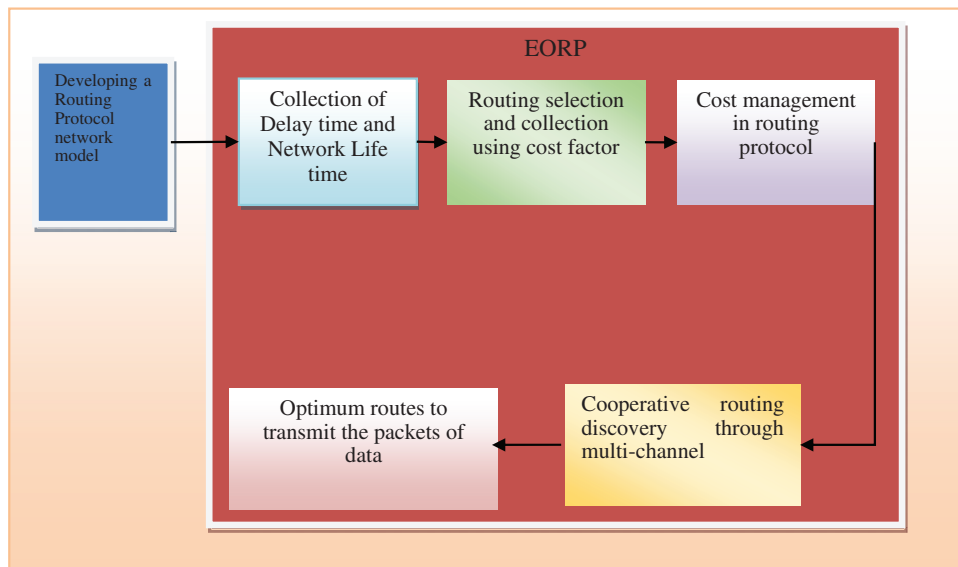 EORP
Developing a
Routing
Protocol
network
model
Collection of
Delay time and
Network Life
time
Routing selection
and collection
using cost factor
Cost management
in routing
protocol
Cooperative routing
discovery through
multi-channel
Optimum routes to
transmit the packets of
data